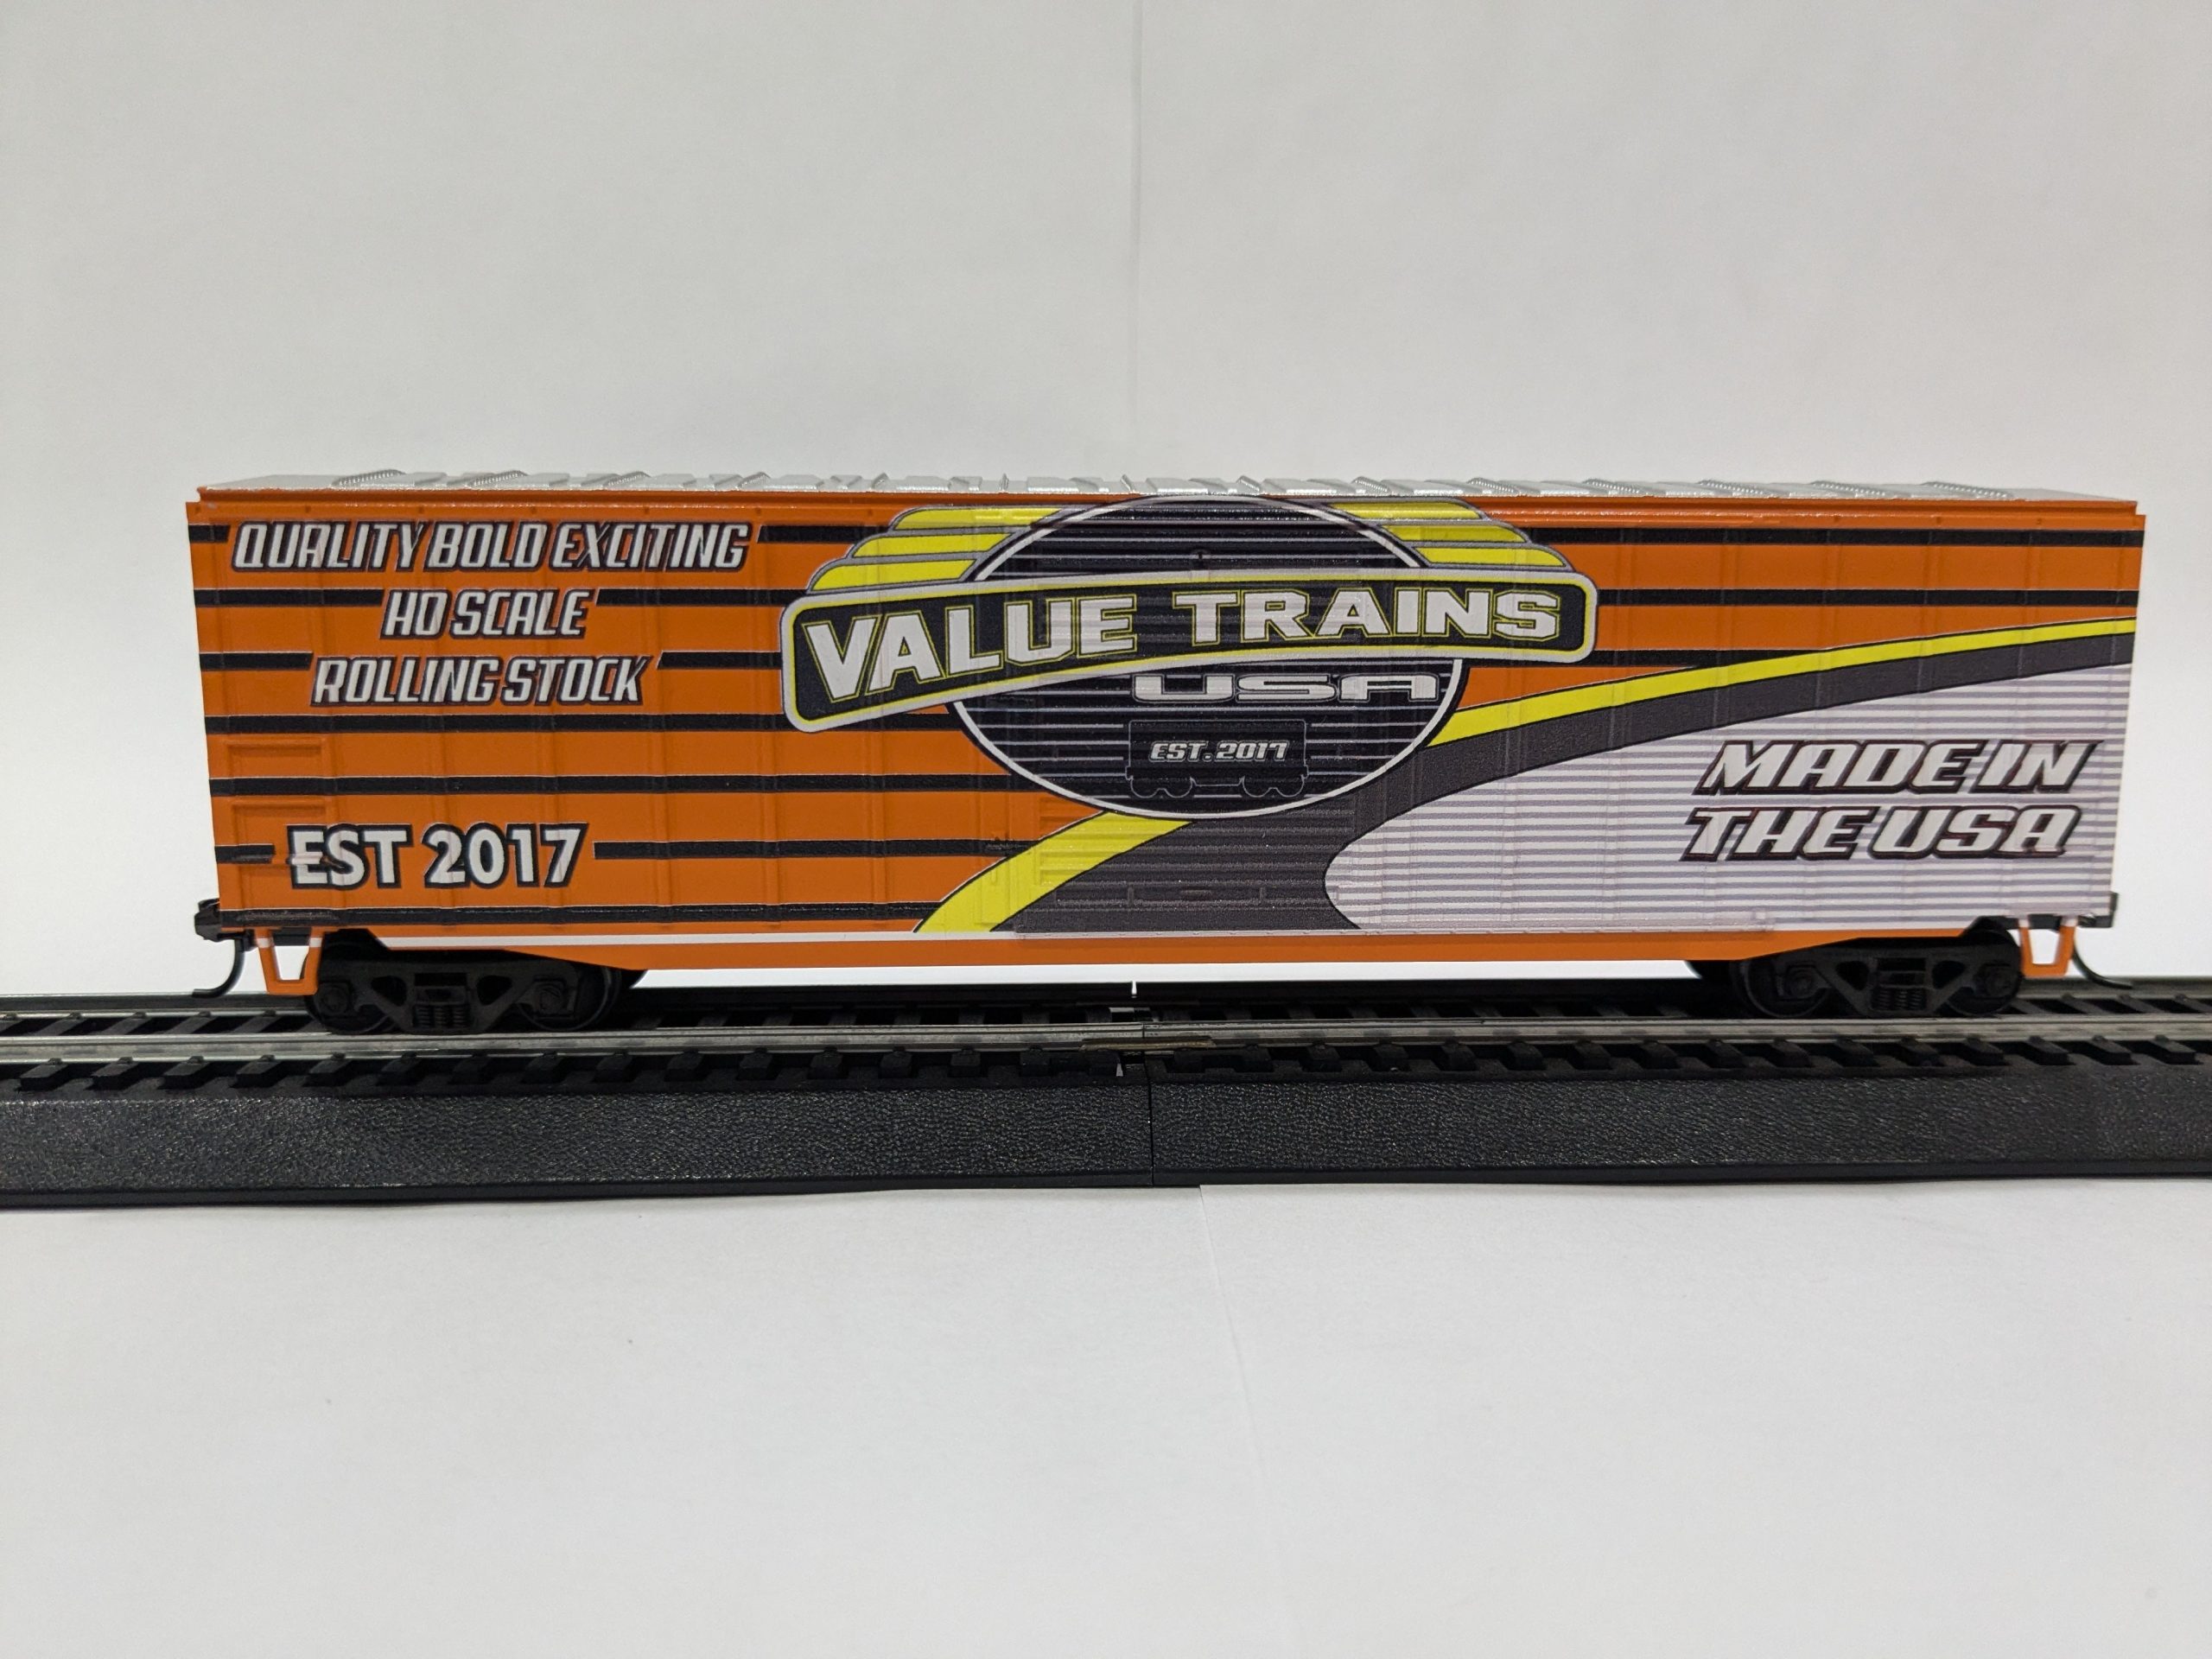 QUALITY BOLD EXCITING
HO SCALE
ROLLING STOCK
EST 2017
VALUE TRAINS
USA
EST. 2017
MADE IN
THE USA